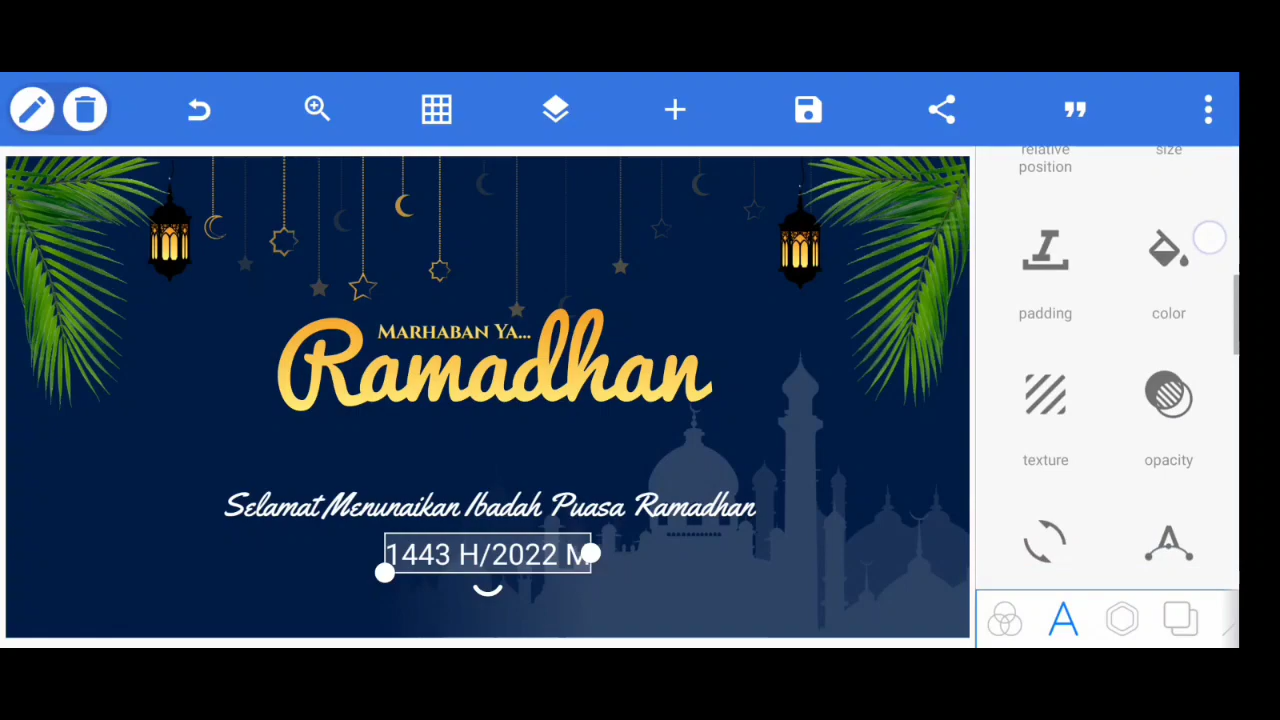 relative
position
size
padding
color
texture
opacity
Marhaban Ya...
Ramadhan
Selamat Menunaikan Ibadah Puasa Ramadhan
1443 H/2022 M